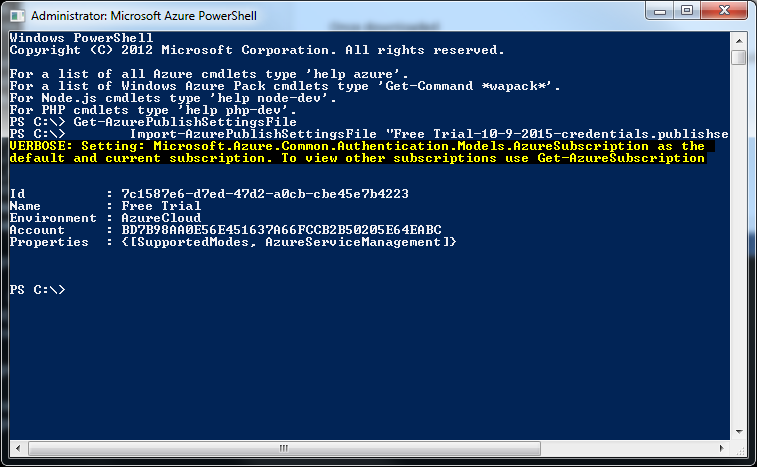 Administrator: Microsoft Azure PowerShell
Windows PowerShell
Copyright (C) 2012 Microsoft Corporation. All rights reserved.
For a list of all Azure cmdlets type 'help azure'.
For a list of Windows Azure Pack cmdlets type 'Get-Command *wapack*'.
For Node.js cmdlets type 'help node-dev'.
For PHP cmdlets type 'help php-dev'.
PS C:\> Get-AzurePublishSettingsFile
PS C:\>        Import-AzurePublishSettingsFile "Free Trial-10-9-2015-credentials.publishse
VERBOSE: Setting: Microsoft.Azure.Common.Authentication.Models.AzureSubscription as the
default and current subscription. To view other subscriptions use Get-AzureSubscription
Id          : 7c1587e6-d7ed-47d2-a0cb-cbe45e7b4223
Name        : Free Trial
Environment : AzureCloud
Account     : BD7B98AA0E56E451637A66FCCB2B50205E64EABC
Properties  : {[SupportedModes, AzureServiceManagement]}
PS C:\>